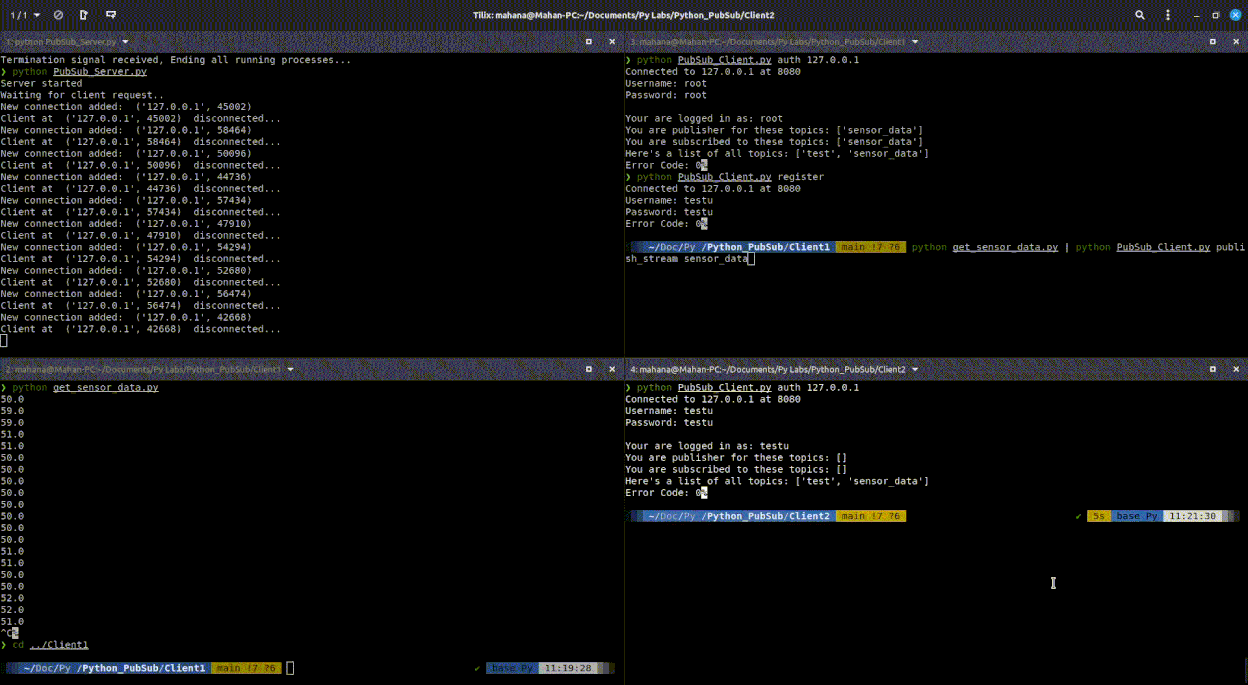 1/1
Tilix: mahana@Mahan-PC:~/Documents/Py Labs/Python_PubSub/Client2
1: python PubSub_Server.py
Termination signal received, Ending all running processes...
❯ python PubSub_Server.py
Server started
Waiting for client request..
New connection added:  ('127.0.0.1', 45002)
Client at  ('127.0.0.1', 45002)  disconnected...
New connection added:  ('127.0.0.1', 58464)
Client at  ('127.0.0.1', 58464)  disconnected...
New connection added:  ('127.0.0.1', 50096)
Client at  ('127.0.0.1', 50096)  disconnected...
New connection added:  ('127.0.0.1', 44736)
Client at  ('127.0.0.1', 44736)  disconnected...
New connection added:  ('127.0.0.1', 57434)
Client at  ('127.0.0.1', 57434)  disconnected...
New connection added:  ('127.0.0.1', 47910)
Client at  ('127.0.0.1', 47910)  disconnected...
New connection added:  ('127.0.0.1', 54294)
Client at  ('127.0.0.1', 54294)  disconnected...
New connection added:  ('127.0.0.1', 52680)
Client at  ('127.0.0.1', 52680)  disconnected...
New connection added:  ('127.0.0.1', 56474)
Client at  ('127.0.0.1', 56474)  disconnected...
New connection added:  ('127.0.0.1', 42668)
Client at  ('127.0.0.1', 42668)  disconnected...
3: mahana@Mahan-PC:~/Documents/Py Labs/Python_PubSub/Client1
❯ python PubSub_Client.py auth 127.0.0.1
Connected to 127.0.0.1 at 8080
Username: root
Password: root
Your are logged in as: root
You are publisher for these topics: ['sensor_data']
You are subscribed to these topics: ['sensor_data']
Here's a list of all topics: ['test', 'sensor_data']
Error Code: 0%
❯ python PubSub_Client.py register
Connected to 127.0.0.1 at 8080
Username: testu
Password: testu
Error Code: 0%
~/Doc/Py /Python_PubSub/Client1 main !7 ?6 python get_sensor_data.py | python PubSub_Client.py publi
sh_stream sensor_data
2: mahana@Mahan-PC:~/Documents/Py Labs/Python_PubSub/Client1
❯ python get_sensor_data.py
50.0
59.0
59.0
51.0
51.0
50.0
50.0
50.0
50.0
50.0
50.0
50.0
50.0
51.0
51.0
50.0
50.0
52.0
52.0
51.0
^C%
❯ cd ../Client1
~/Doc/Py /Python_PubSub/Client1 main !7 ?6 ✔ base Py 11:19:28
4: mahana@Mahan-PC:~/Documents/Py Labs/Python_PubSub/Client2
❯ python PubSub_Client.py auth 127.0.0.1
Connected to 127.0.0.1 at 8080
Username: testu
Password: testu
Your are logged in as: testu
You are publisher for these topics: []
You are subscribed to these topics: []
Here's a list of all topics: ['test', 'sensor_data']
Error Code: 0%
~/Doc/Py /Python_PubSub/Client2 main !7 ?6 ✔ 5s base Py 11:21:30